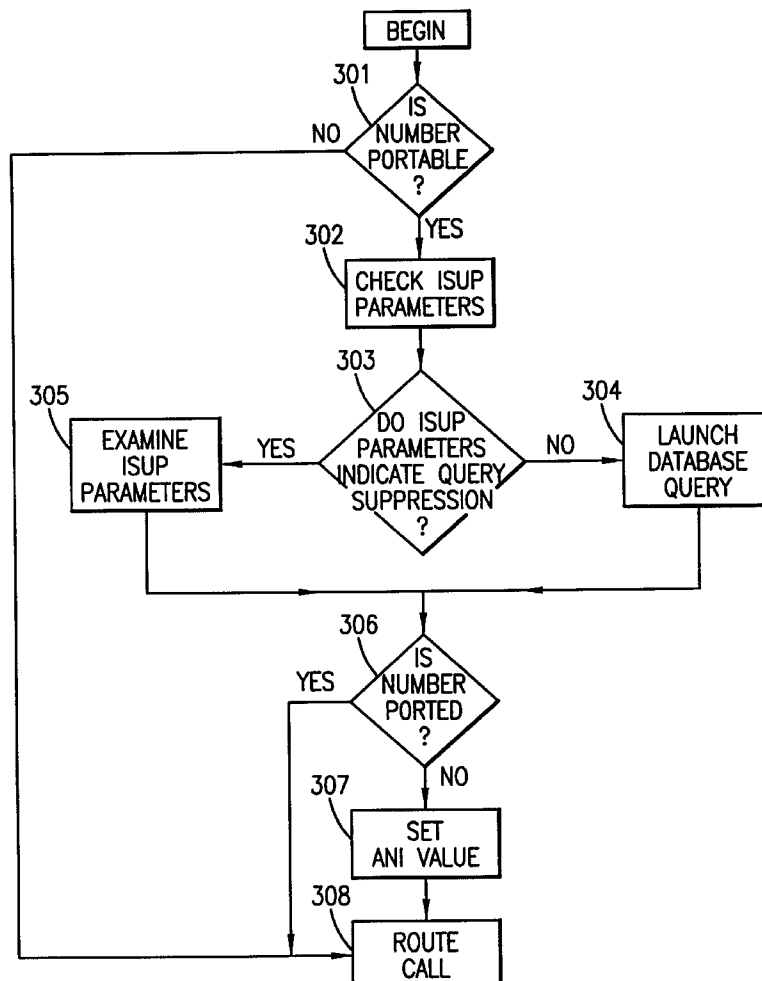 BEGIN
301
IS
NUMBER
PORTABLE
?
NO
YES
302
CHECK ISUP
PARAMETERS
303
DO ISUP
PARAMETERS
INDICATE QUERY
SUPPRESSION
?
YES
NO
305
EXAMINE
ISUP
PARAMETERS
304
LAUNCH
DATABASE
QUERY
306
IS
NUMBER
PORTED
?
YES
NO
307
SET
ANI VALUE
308
ROUTE
CALL